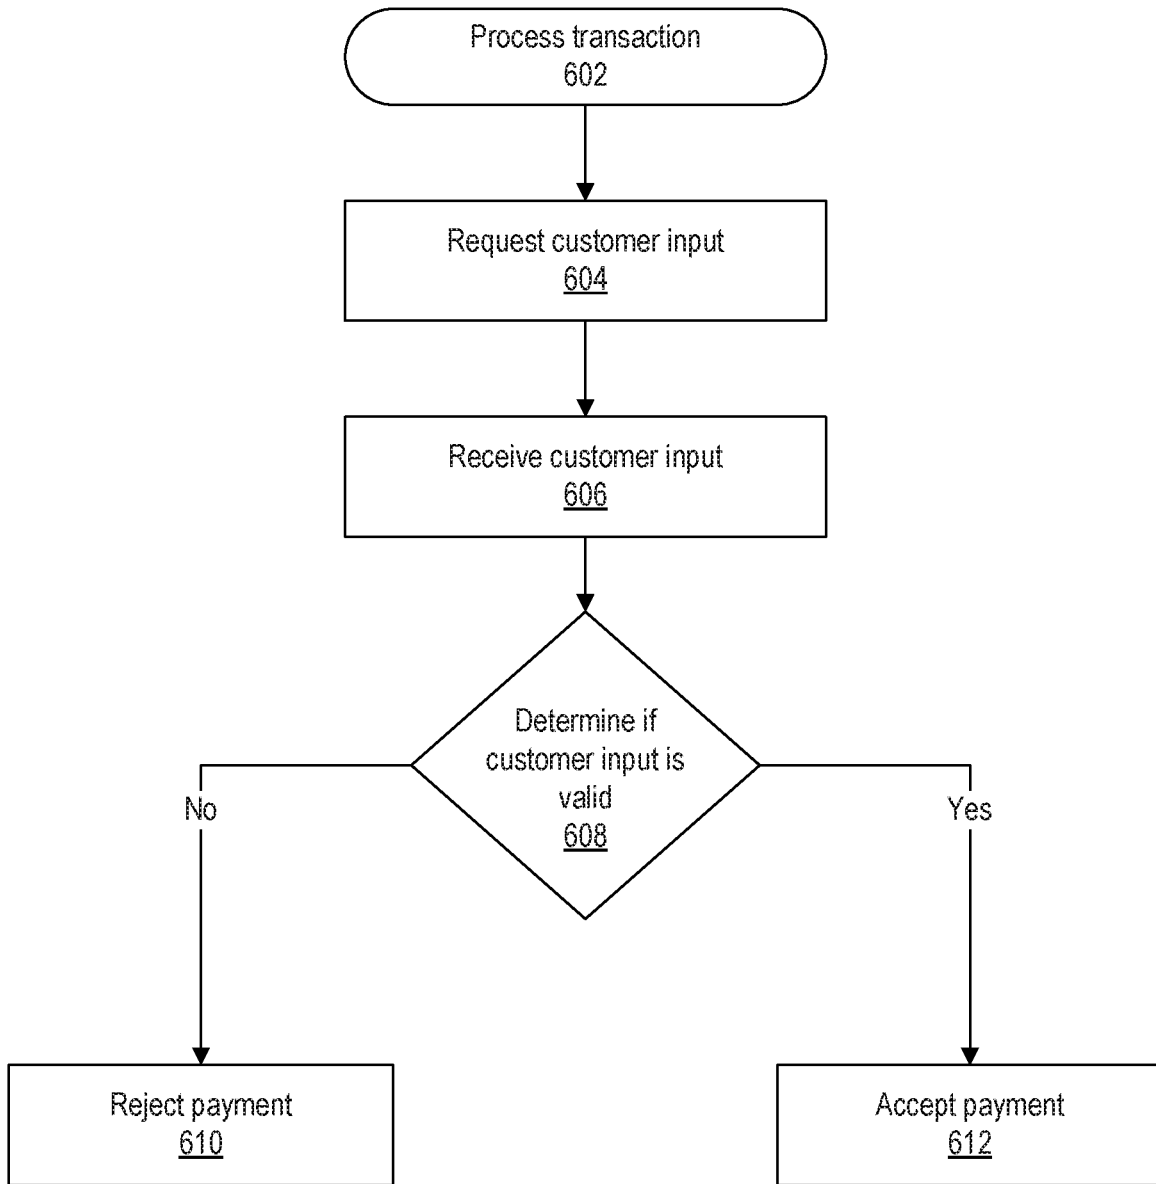 Process transaction
602
Request customer input
604
Receive customer input
606
Determine if
customer input is
valid
608
No
Yes
Reject payment
610
Accept payment
612